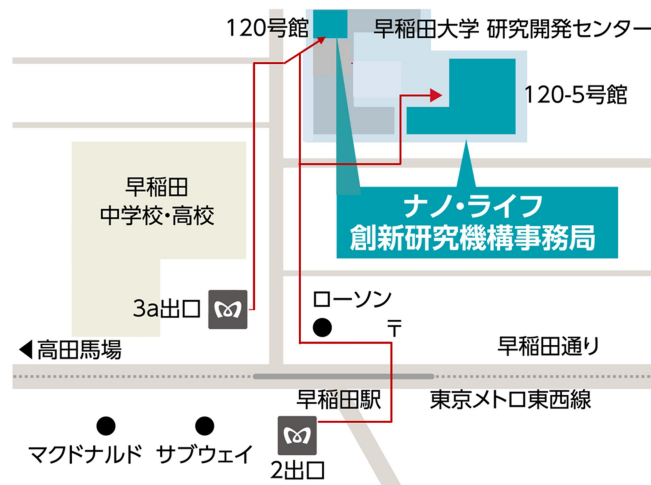 120号館
早稲田大学 研究開発センター
120-5号館
早稲田
中学校・高校
ナノ・ライフ
創新研究機構事務局
3a出口
ローソン
〒
高田馬場
早稲田通り
早稲田駅
東京メトロ東西線
マクドナルド
サブウェイ
2出口